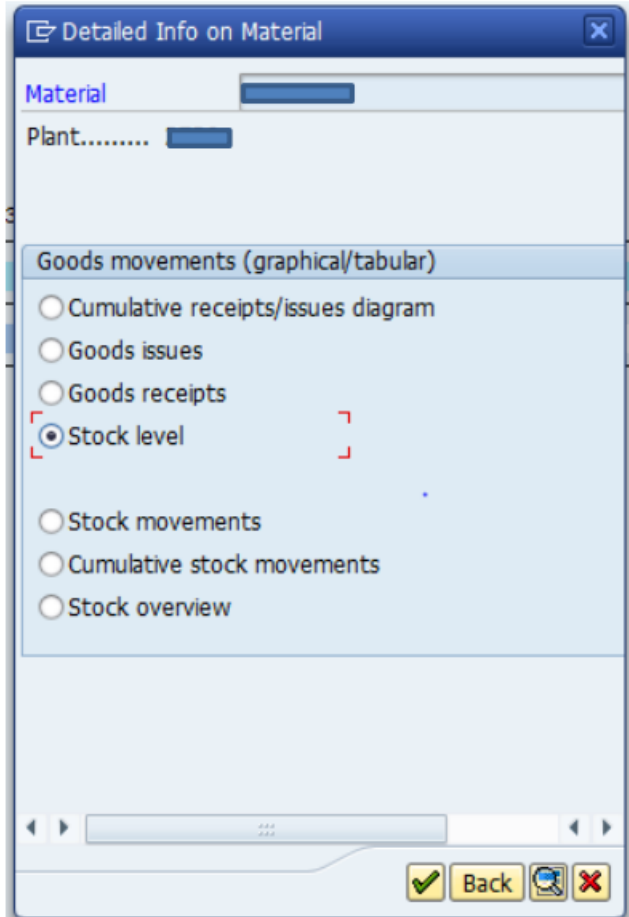 Detailed Info on Material
Material
Plant.........
Goods movements (graphical/tabular)
Cumulative receipts/issues diagram
Goods issues
Goods receipts
Stock level
Stock movements
Cumulative stock movements
Stock overview
Back